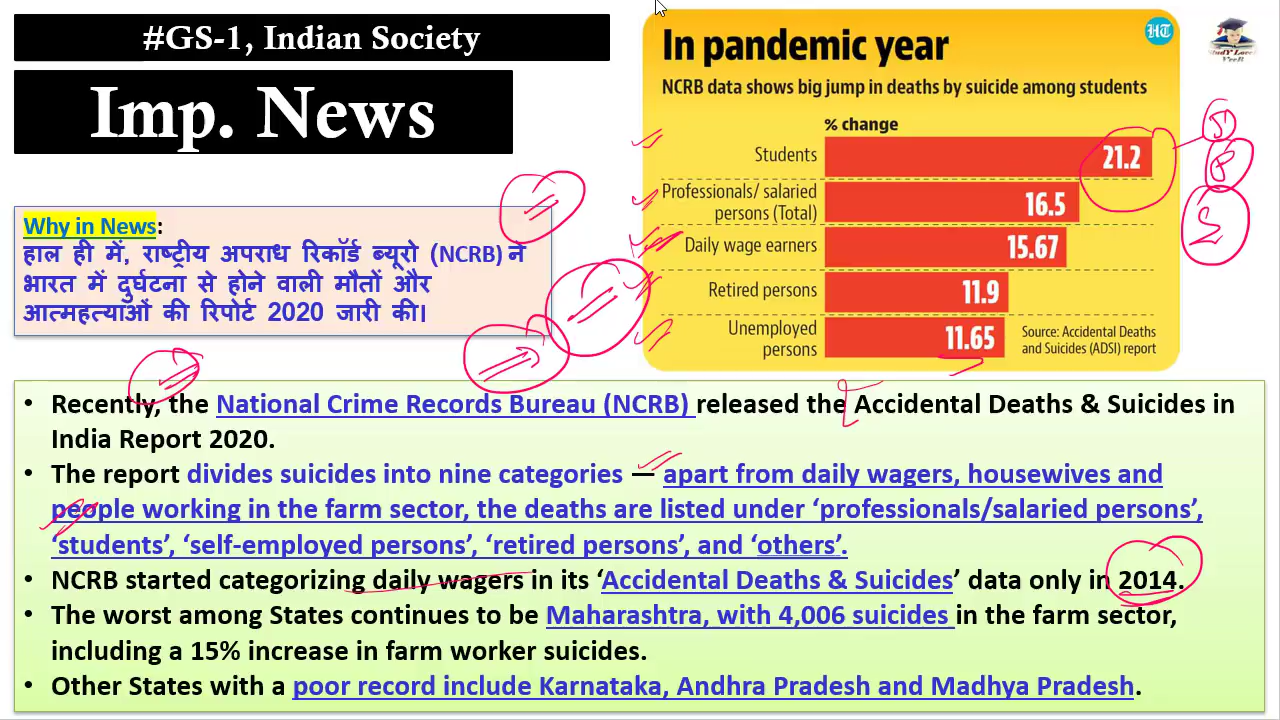 #GS-1, Indian Society
Imp. News
Why in News:
हाल ही में, राष्ट्रीय अपराध रिकॉर्ड ब्यूरो (NCRB) ने
भारत में दुर्घटना से होने वाली मौतों और
आत्महत्याओं की रिपोर्ट 2020 जारी की।
HT
In pandemic year
NCRB data shows big jump in deaths by suicide among students
% change
Students 21.2
Professionals/ salaried
persons (Total) 16.5
Daily wage earners 15.67
Retired persons 11.9
Unemployed
persons 11.65
Source: Accidental Deaths
and Suicides (ADSI) report
• Recently, the National Crime Records Bureau (NCRB) released the Accidental Deaths & Suicides in
India Report 2020.
• The report divides suicides into nine categories — apart from daily wagers, housewives and
people working in the farm sector, the deaths are listed under ‘professionals/salaried persons’,
‘students’, ‘self-employed persons’, ‘retired persons’, and ‘others’.
• NCRB started categorizing daily wagers in its ‘Accidental Deaths & Suicides’ data only in 2014.
• The worst among States continues to be Maharashtra, with 4,006 suicides in the farm sector,
including a 15% increase in farm worker suicides.
• Other States with a poor record include Karnataka, Andhra Pradesh and Madhya Pradesh.